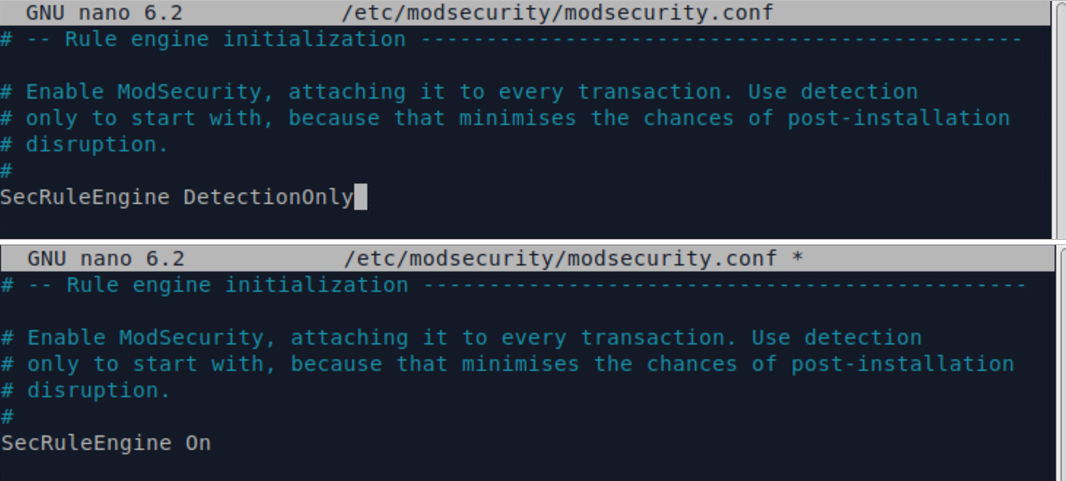 GNU nano 6.2 /etc/modsecurity/modsecurity.conf
# -- Rule engine initialization ----------------------------------------------
# Enable ModSecurity, attaching it to every transaction. Use detection
# only to start with, because that minimises the chances of post-installation
# disruption.
#
SecRuleEngine DetectionOnly
GNU nano 6.2 /etc/modsecurity/modsecurity.conf *
# -- Rule engine initialization ----------------------------------------------
# Enable ModSecurity, attaching it to every transaction. Use detection
# only to start with, because that minimises the chances of post-installation
# disruption.
#
SecRuleEngine On